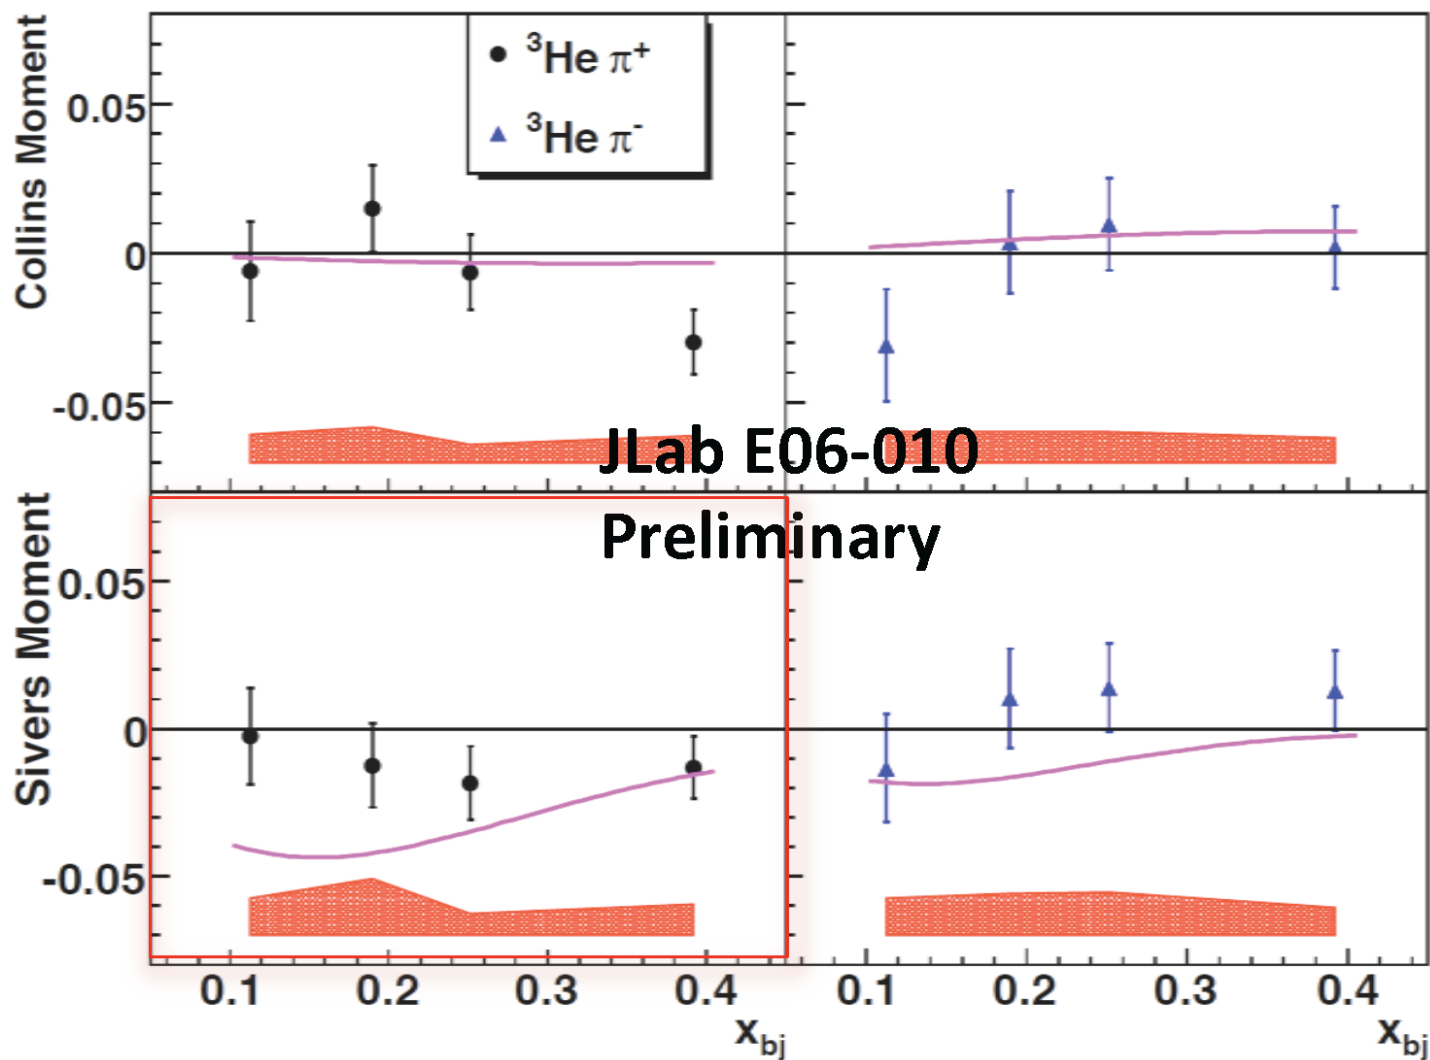 Collins Moment
0.05
0
-0.05
³He π⁺
³He π⁻
JLab E06-010
Preliminary
Sivers Moment
0.05
0
-0.05
0.1 0.2 0.3 0.4 0.1 0.2 0.3 0.4
x_bj x_bj